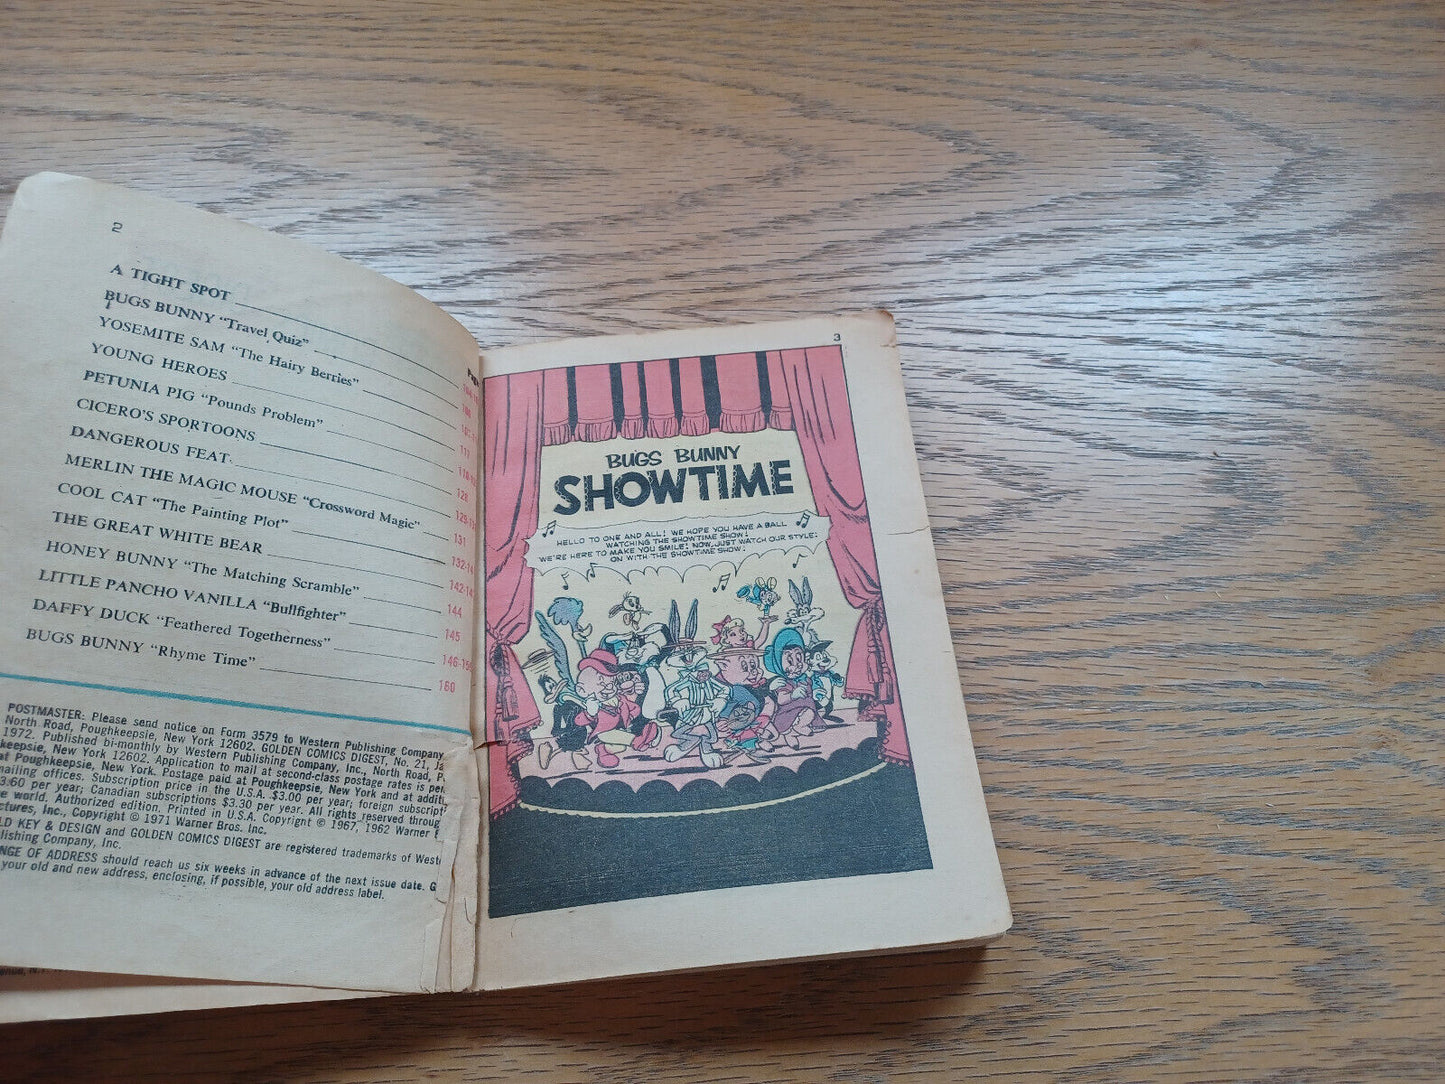 2
A TIGHT SPOT
BUGS BUNNY "Travel Quiz"
YOSEMITE SAM "The Hairy Berries"
YOUNG HEROES
PETUNIA PIG "Pounds Problem" 111
CICERO'S SPORTOONS
DANGEROUS FEAT 128
MERLIN THE MAGIC MOUSE "Crossword Magic"
COOL CAT "The Painting Plot" 131
THE GREAT WHITE BEAR
HONEY BUNNY "The Matching Scramble"
LITTLE PANCHO VANILLA "Bullfighter" 144
DAFFY DUCK "Feathered Togetherness" 145
BUGS BUNNY "Rhyme Time"
160
POSTMASTER: Please send notice on Form 3579 to Western Publishing Company
North Road, Poughkeepsie, New York 12602. GOLDEN COMICS DIGEST, No. 21,
1972. Published bi-monthly by Western Publishing Company, Inc., North Road,
New York 12602. Application to mail at second-class postage rates is
at Poughkeepsie, New York. Postage paid at Poughkeepsie, New York and at
mailing offices. Subscription price in the U.S.A. $3.00 per year; foreign
per year; Canadian subscriptions $3.30 per year. All rights reserved
world. Authorized edition. Printed in U.S.A. Copyright © 1967, 1962 Warner
Inc., Copyright © 1971 Warner Bros. Inc.
KEY & DESIGN and GOLDEN COMICS DIGEST are registered trademarks of
Company, Inc.
OF ADDRESS should reach us six weeks in advance of the next issue date.
your old and new address, enclosing, if possible, your old address label.
3
BUGS BUNNY
SHOWTIME
HELLO TO ONE AND ALL! WE HOPE YOU HAVE A BALL
WATCHING THE SHOWTIME SHOW!
WE'RE HERE TO MAKE YOU SMILE! NOW, JUST WATCH OUR STYLE!
ON WITH THE SHOWTIME SHOW!